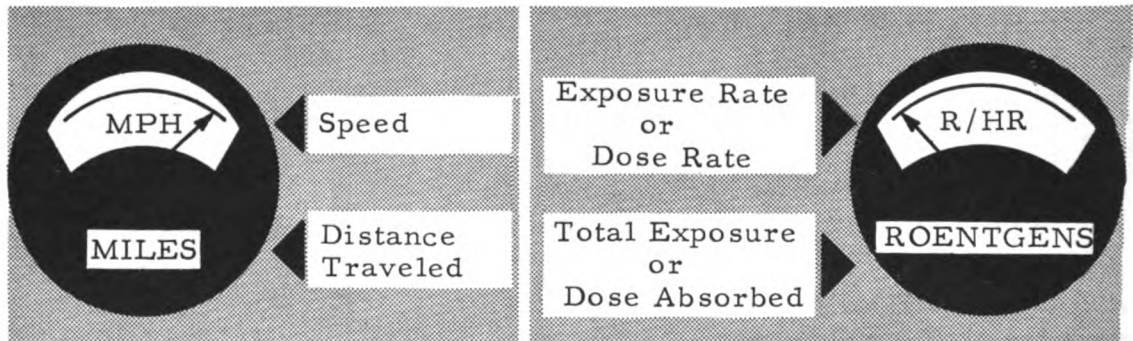 MPH
Speed
MILES
Distance
Traveled
Exposure Rate
or
Dose Rate
R/HR
Total Exposure
or
Dose Absorbed
ROENTGENS